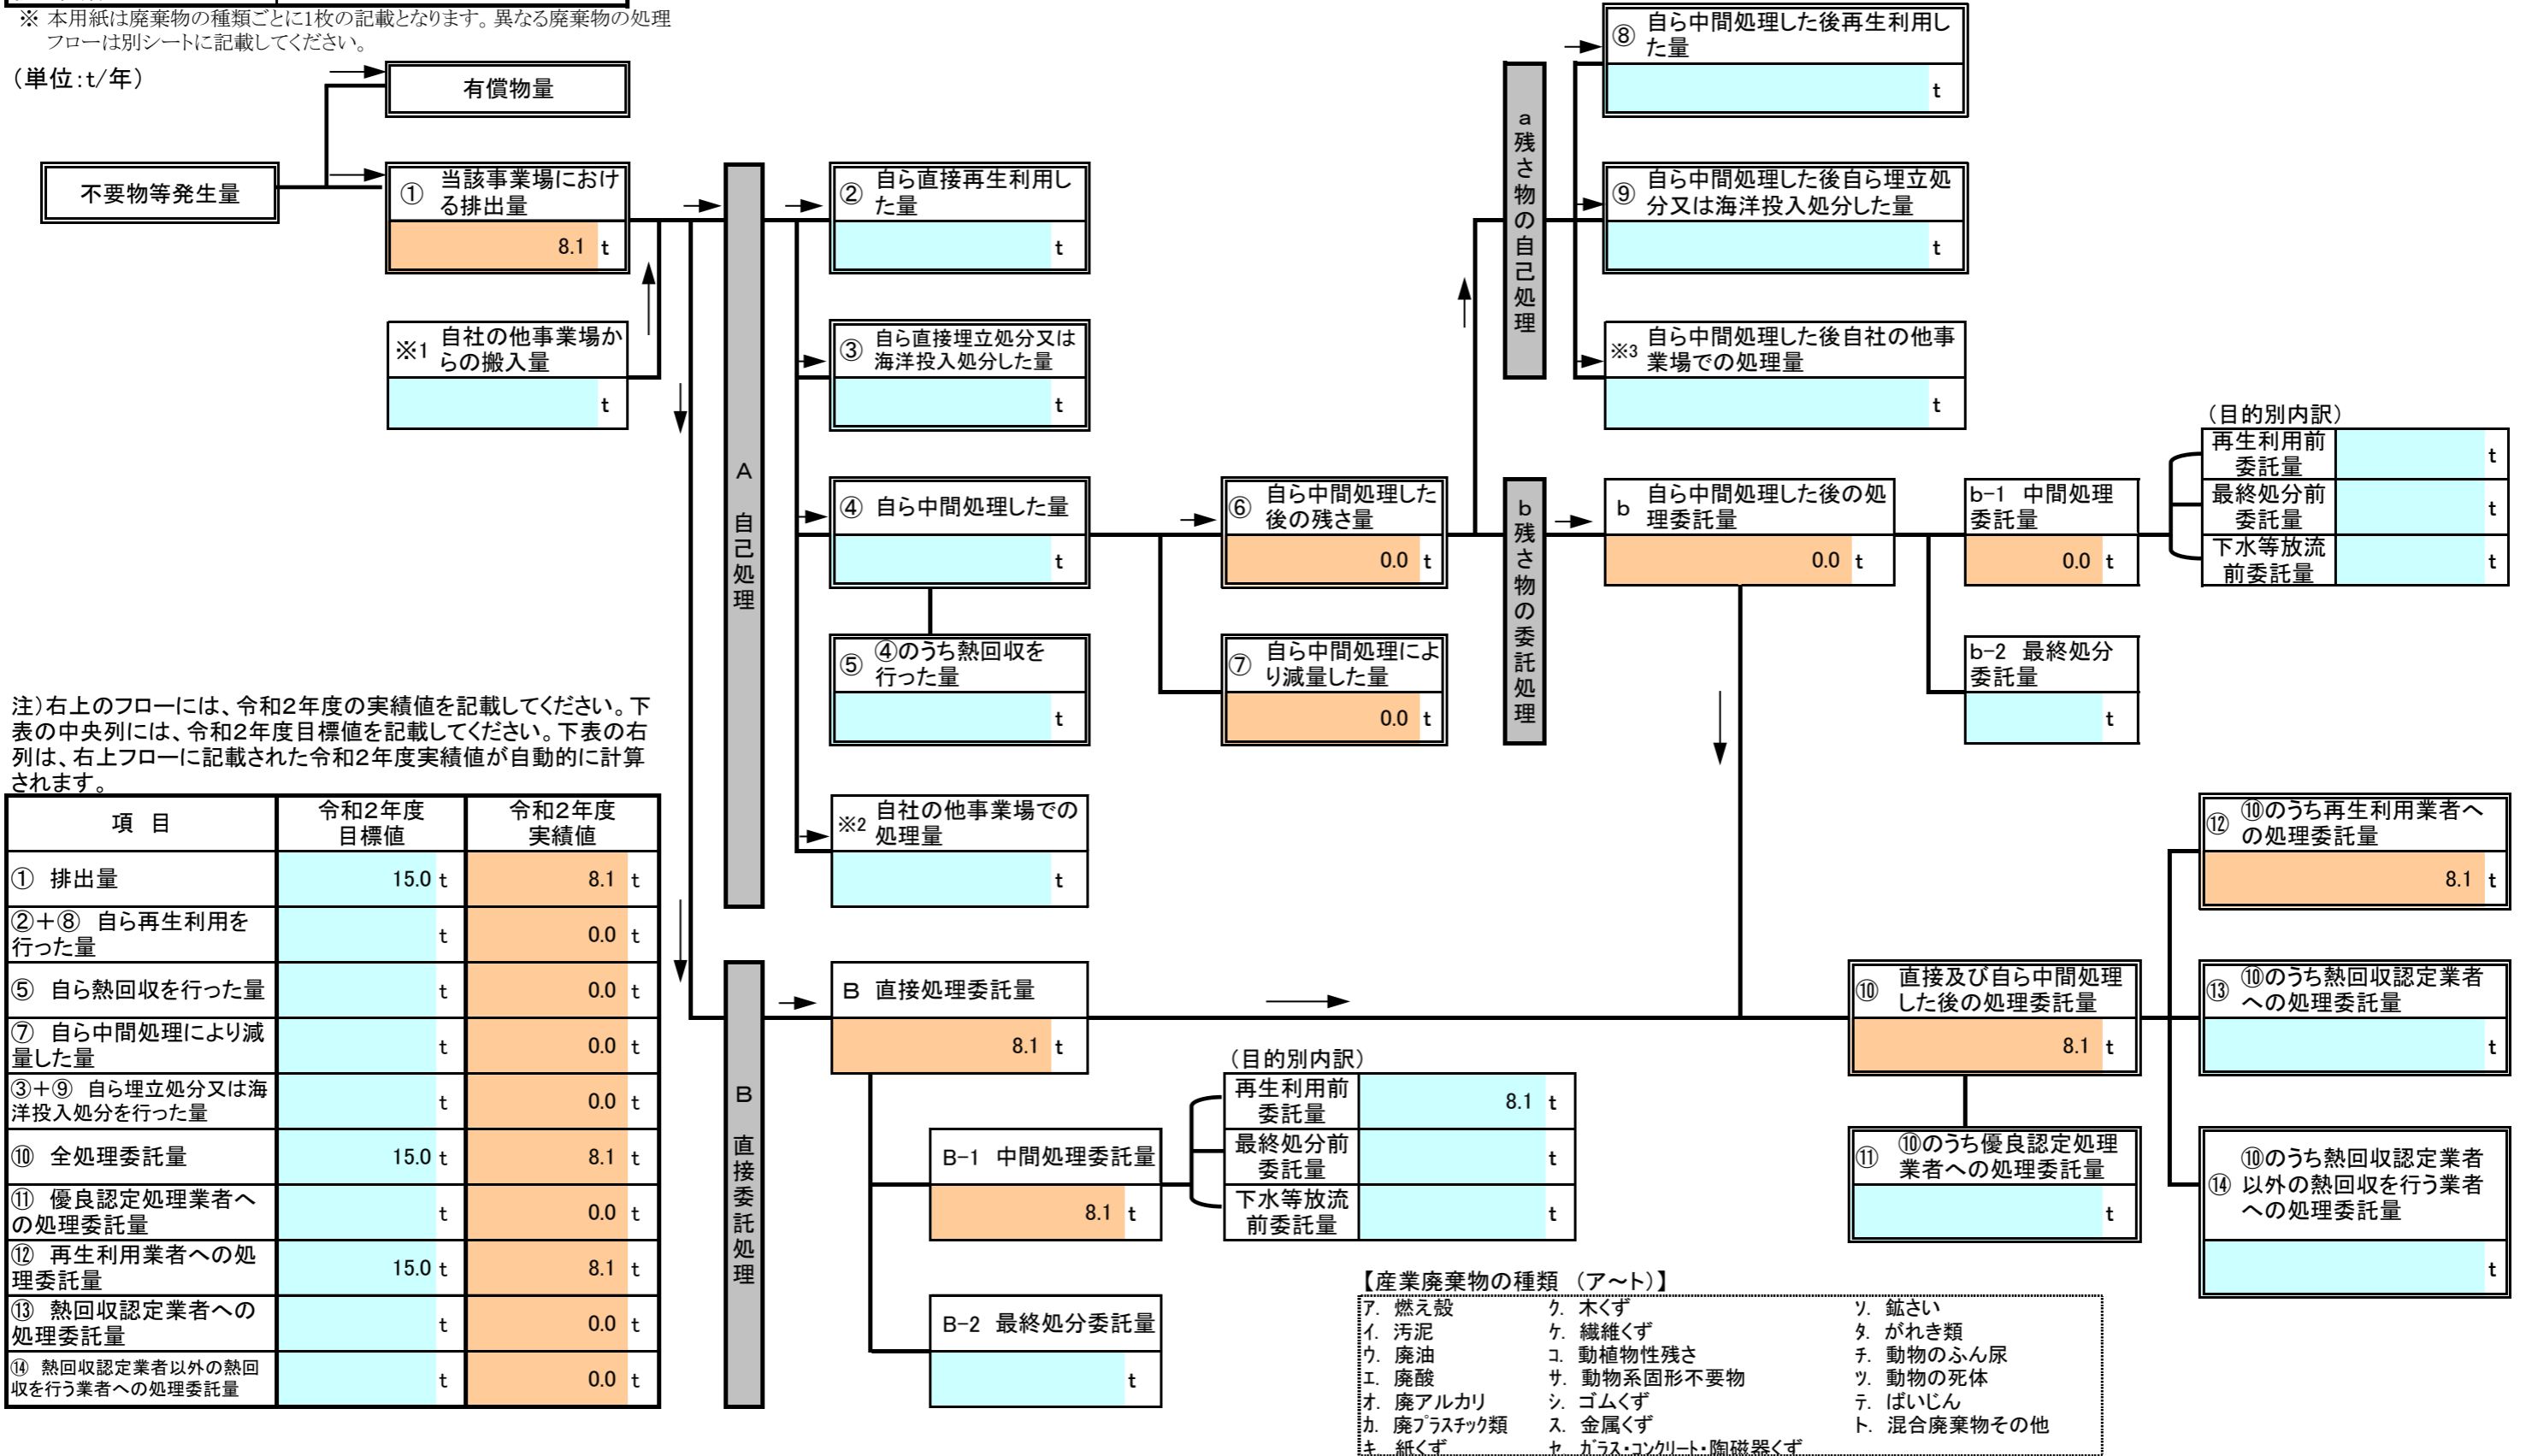 ※ 本用紙は廃棄物の種類ごとに1枚の記載となります。異なる廃棄物の処理
フローは別シートに記載してください。
(単位:t/年)
有償物量
不要物等発生量
① 当該事業場におけ
る排出量
8.1 t
※1 自社の他事業場か
らの搬入量
t
A 自己処理
② 自ら直接再生利用し
た量
t
③ 自ら直接埋立処分又は
海洋投入処分した量
t
④ 自ら中間処理した量
t
⑤ ④のうち熱回収を
行った量
t
※2 自社の他事業場での
処理量
t
⑥ 自ら中間処理した
後の残さ量
0.0 t
⑦ 自ら中間処理によ
り減量した量
0.0 t
a 残さ物の自己処理
⑧ 自ら中間処理した後再生利用し
た量
t
⑨ 自ら中間処理した後自ら埋立処
分又は海洋投入処分した量
t
※3 自ら中間処理した後自社の他事
業場での処理量
t
b 残さ物の委託処理
b 自ら中間処理した後の処
理委託量
0.0 t
b-1 中間処理
委託量
0.0 t
(目的別内訳)
再生利用前
委託量
t
最終処分前
委託量
t
下水等放流
前委託量
t
b-2 最終処分
委託量
t
注)右上のフローには、令和2年度の実績値を記載してください。下
表の中央列には、令和2年度目標値を記載してください。下表の右
列は、右上フローに記載された令和2年度実績値が自動的に計算
されます。
項 目 令和2年度 目標値 令和2年度 実績値
① 排出量 15.0 t 8.1 t
②+⑧ 自ら再生利用を
行った量 t 0.0 t
⑤ 自ら熱回収を行った量 t 0.0 t
⑦ 自ら中間処理により減
量した量 t 0.0 t
③+⑨ 自ら埋立処分又は海
洋投入処分を行った量 t 0.0 t
⑩ 全処理委託量 15.0 t 8.1 t
⑪ 優良認定処理業者へ
の処理委託量 t 0.0 t
⑫ 再生利用業者への処
理委託量 15.0 t 8.1 t
⑬ 熱回収認定業者への
処理委託量 t 0.0 t
⑭ 熱回収認定業者以外の熱回
収を行う業者への処理委託量 t 0.0 t
B 直接委託処理
B 直接処理委託量
8.1 t
B-1 中間処理委託量
8.1 t
(目的別内訳)
再生利用前
委託量
8.1 t
最終処分前
委託量
t
下水等放流
前委託量
t
B-2 最終処分委託量
t
⑩ 直接及び自ら中間処理
した後の処理委託量
8.1 t
⑪ ⑩のうち優良認定処理
業者への処理委託量
t
⑫ ⑩のうち再生利用業者へ
の処理委託量
8.1 t
⑬ ⑩のうち熱回収認定業者
への処理委託量
t
⑭ ⑩のうち熱回収認定業者
以外の熱回収を行う業者
への処理委託量
t
【産業廃棄物の種類 (ア~ト)】
ア. 燃え殻 ク. 木くず ソ. 鉱さい
イ. 汚泥 ケ. 繊維くず タ. がれき類
ウ. 廃油 コ. 動植物性残さ チ. 動物のふん尿
エ. 廃酸 サ. 動物系固形不要物 ツ. 動物の死体
オ. 廃アルカリ シ. ゴムくず テ. ばいじん
カ. 廃プラスチック類 ス. 金属くず ト. 混合廃棄物その他
キ 紙くず セ ガラス・コンクリート・陶磁器くず